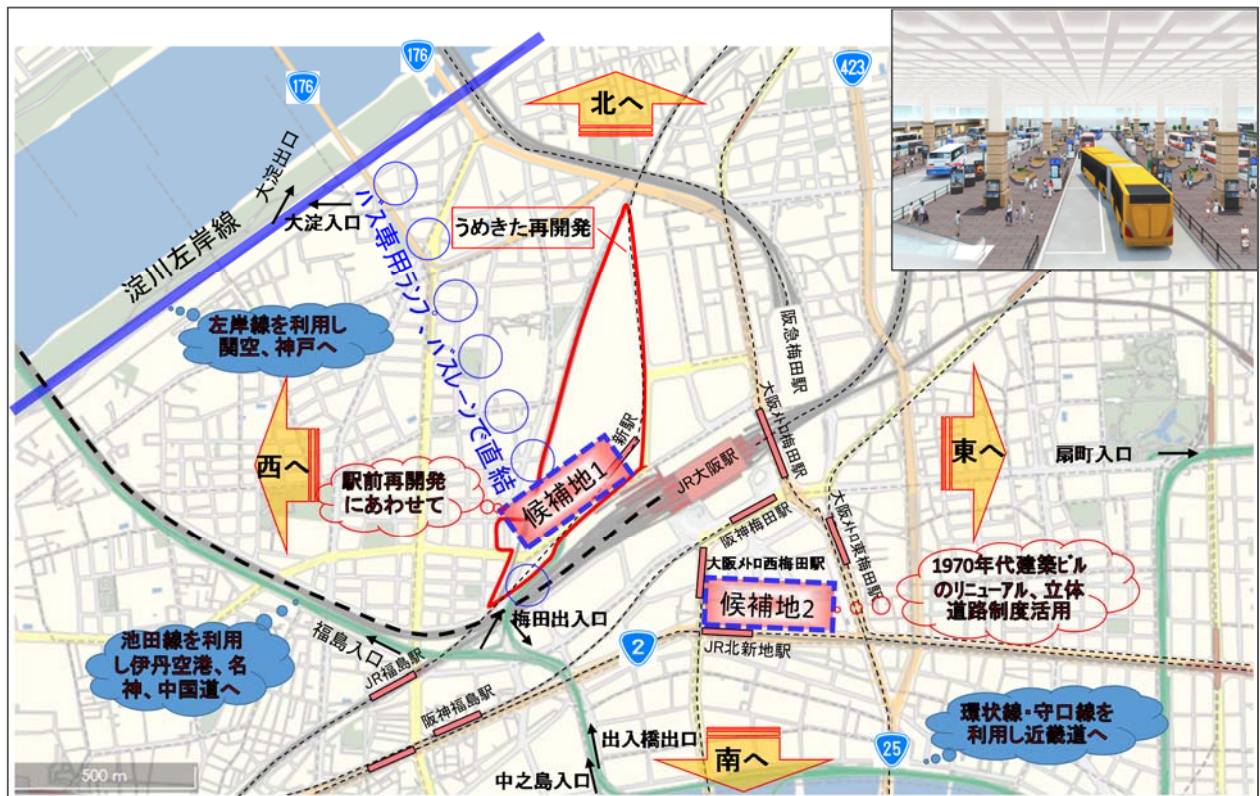 176
176
423
北へ
大淀出口
大淀入口
淀川左岸線
バス専用ランプ、バスレーンで直結
うめきた再開発
左岸線を利用し
関空、神戸へ
阪急梅田駅
大阪メトロ梅田駅
新駅
西へ
東へ
扇町入口
駅前再開発
にあわせて
候補地1
JR大阪駅
阪神梅田駅
大阪メトロ東梅田駅
大阪メトロ西梅田駅
候補地2
1970年代建築ビル
のリニューアル、立体
道路制度活用
梅田出入口
池田線を利用
し伊丹空港、名
神、中国道へ
福島入口
JR福島駅
2
JR北新地駅
阪神福島駅
環状線・守口線を
利用し近畿道へ
出入橋出口
南へ
25
中之島入口
500 m